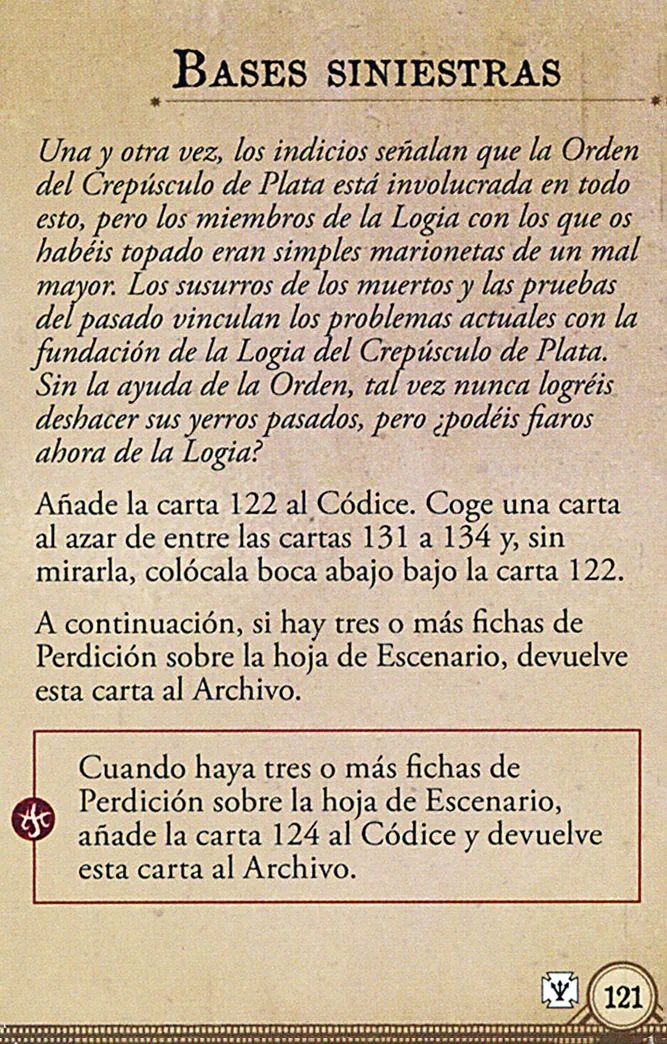 Bases siniestras
Una y otra vez, los indicios señalan que la Orden
del Crepúsculo de Plata está involucrada en todo
esto, pero los miembros de la Logia con los que os
habéis topado eran simples marionetas de un mal
mayor. Los susurros de los muertos y las pruebas
del pasado vinculan los problemas actuales con la
fundación de la Logia del Crepúsculo de Plata.
Sin la ayuda de la Orden, tal vez nunca logréis
deshacer sus yerros pasados, pero ¿podéis fiaros
ahora de la Logia?
Añade la carta 122 al Códice. Coge una carta
al azar de entre las cartas 131 a 134 y, sin
mirarla, colócala boca abajo bajo la carta 122.
A continuación, si hay tres o más fichas de
Perdición sobre la hoja de Escenario, devuelve
esta carta al Archivo.
Cuando haya tres o más fichas de
Perdición sobre la hoja de Escenario,
añade la carta 124 al Códice y devuelve
esta carta al Archivo.
121